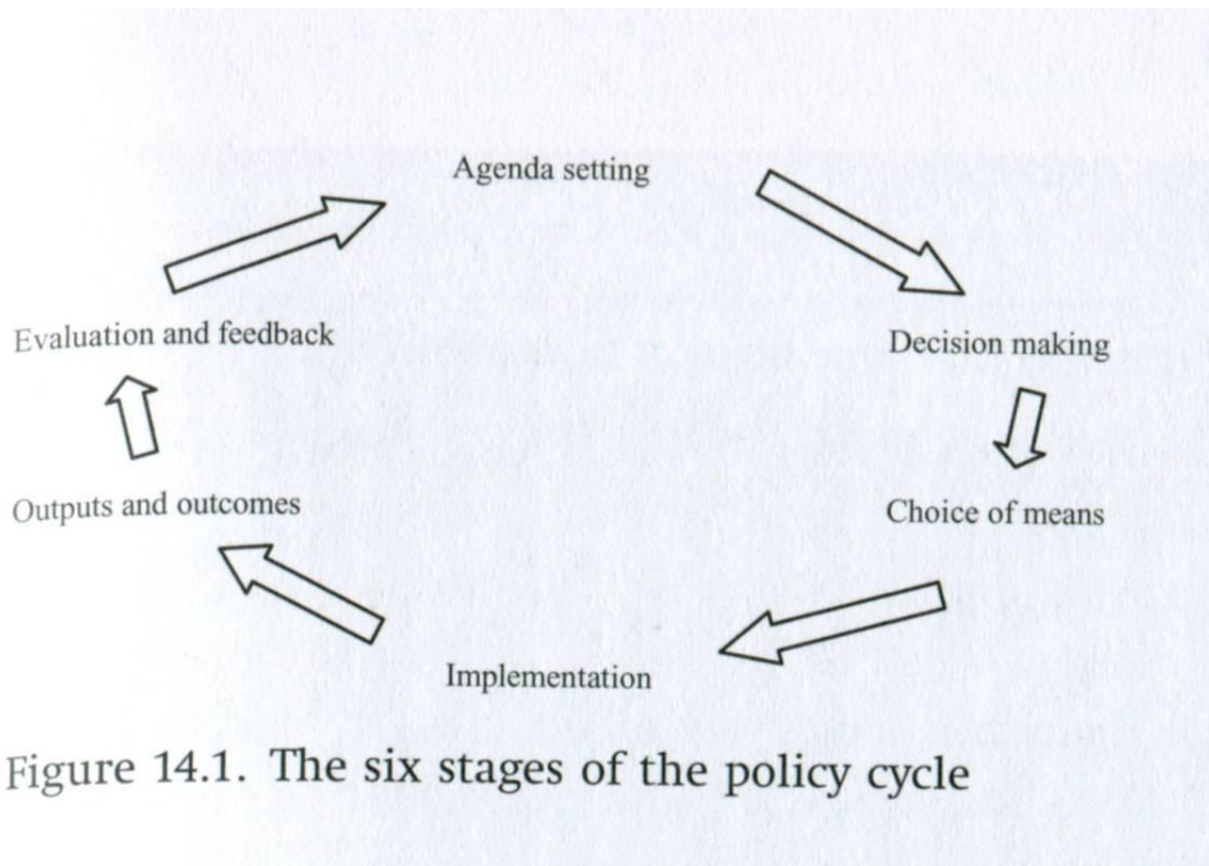 Agenda setting
Evaluation and feedback
Decision making
Outputs and outcomes
Choice of means
Implementation
Figure 14.1. The six stages of the policy cycle